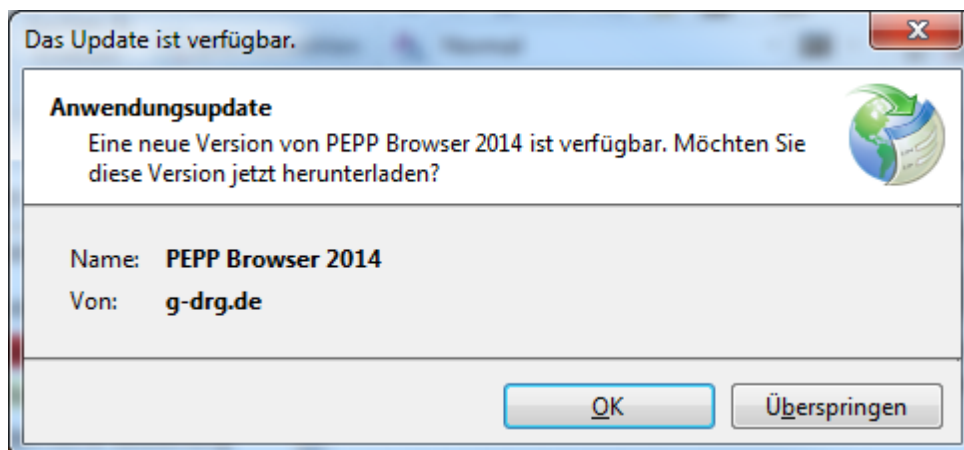 Das Update ist verfügbar.
Anwendungsupdate
Eine neue Version von PEPP Browser 2014 ist verfügbar. Möchten Sie
diese Version jetzt herunterladen?
Name: PEPP Browser 2014
Von: g-drg.de
OK
Überspringen